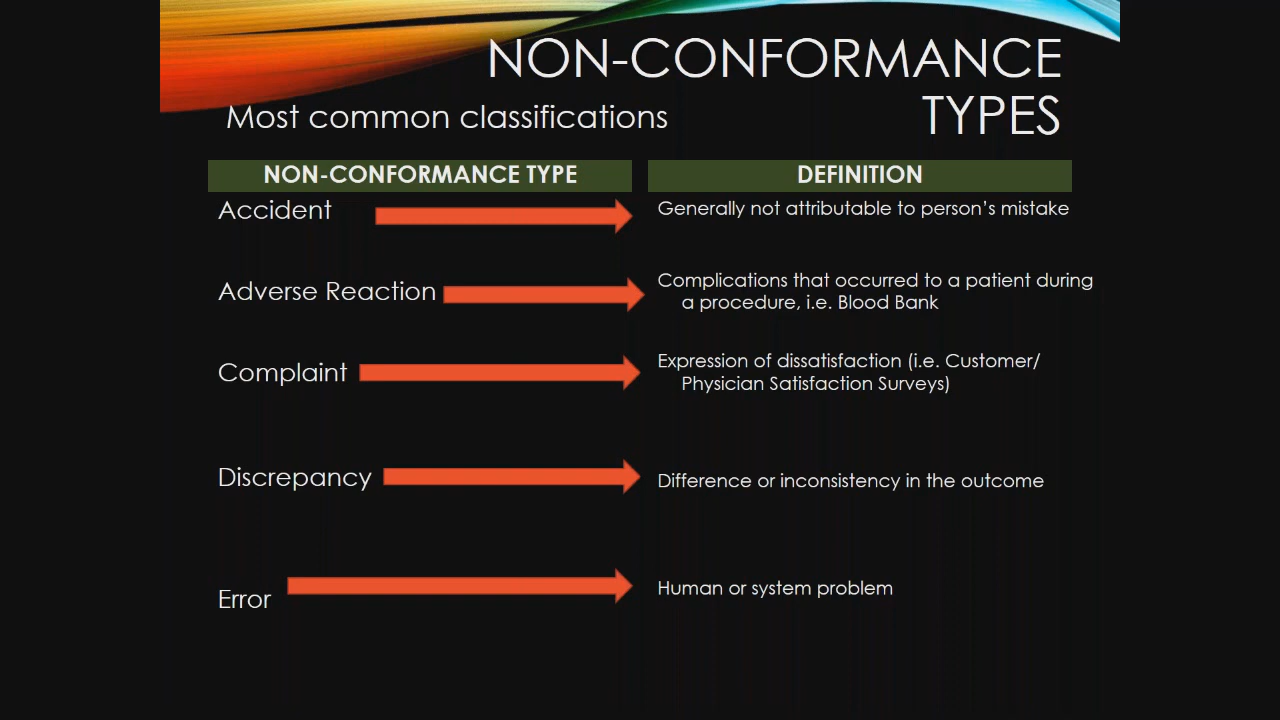 NON-CONFORMANCE
TYPES
Most common classifications
NON-CONFORMANCE TYPE
DEFINITION
Accident
Generally not attributable to person’s mistake
Adverse Reaction
Complications that occurred to a patient during
a procedure, i.e. Blood Bank
Complaint
Expression of dissatisfaction (i.e. Customer/
Physician Satisfaction Surveys)
Discrepancy
Difference or inconsistency in the outcome
Error
Human or system problem